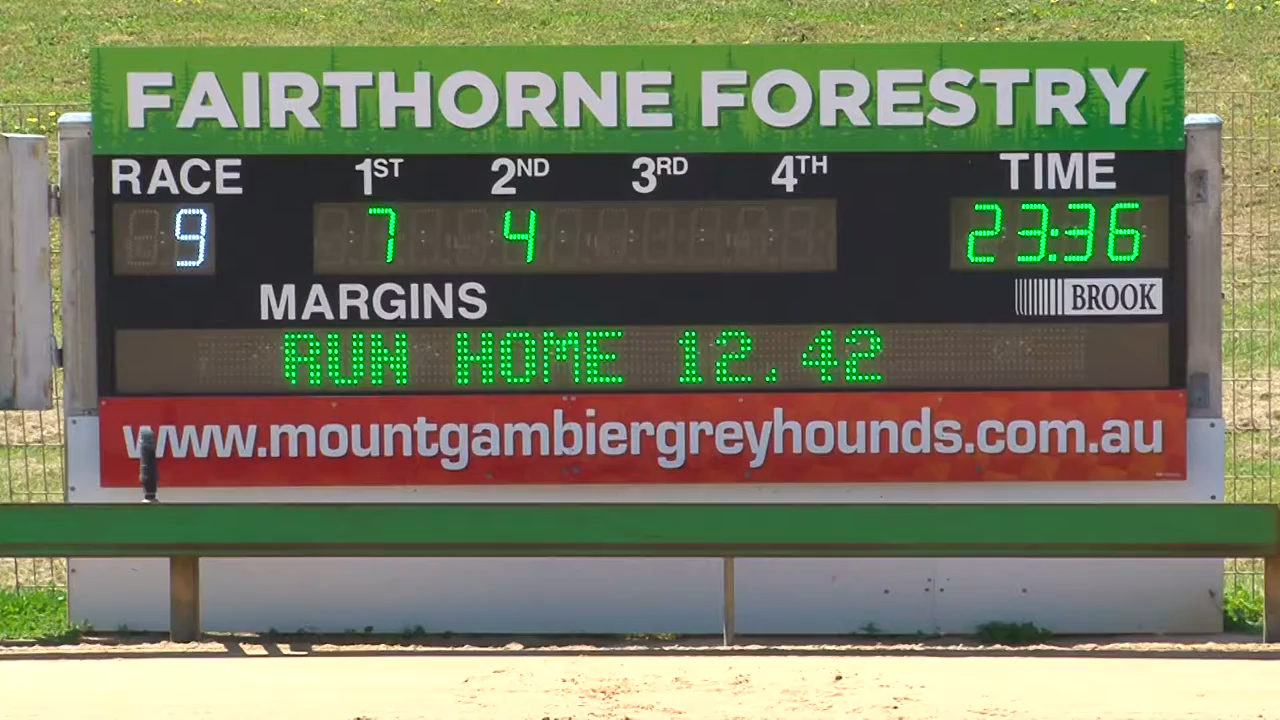 FAIRTHORNE FORESTRY
RACE 1ST 2ND 3RD 4TH TIME
9 7 4 23:36
MARGINS BROOK
RUN HOME 12.42
www.mountgambiergreyhounds.com.au